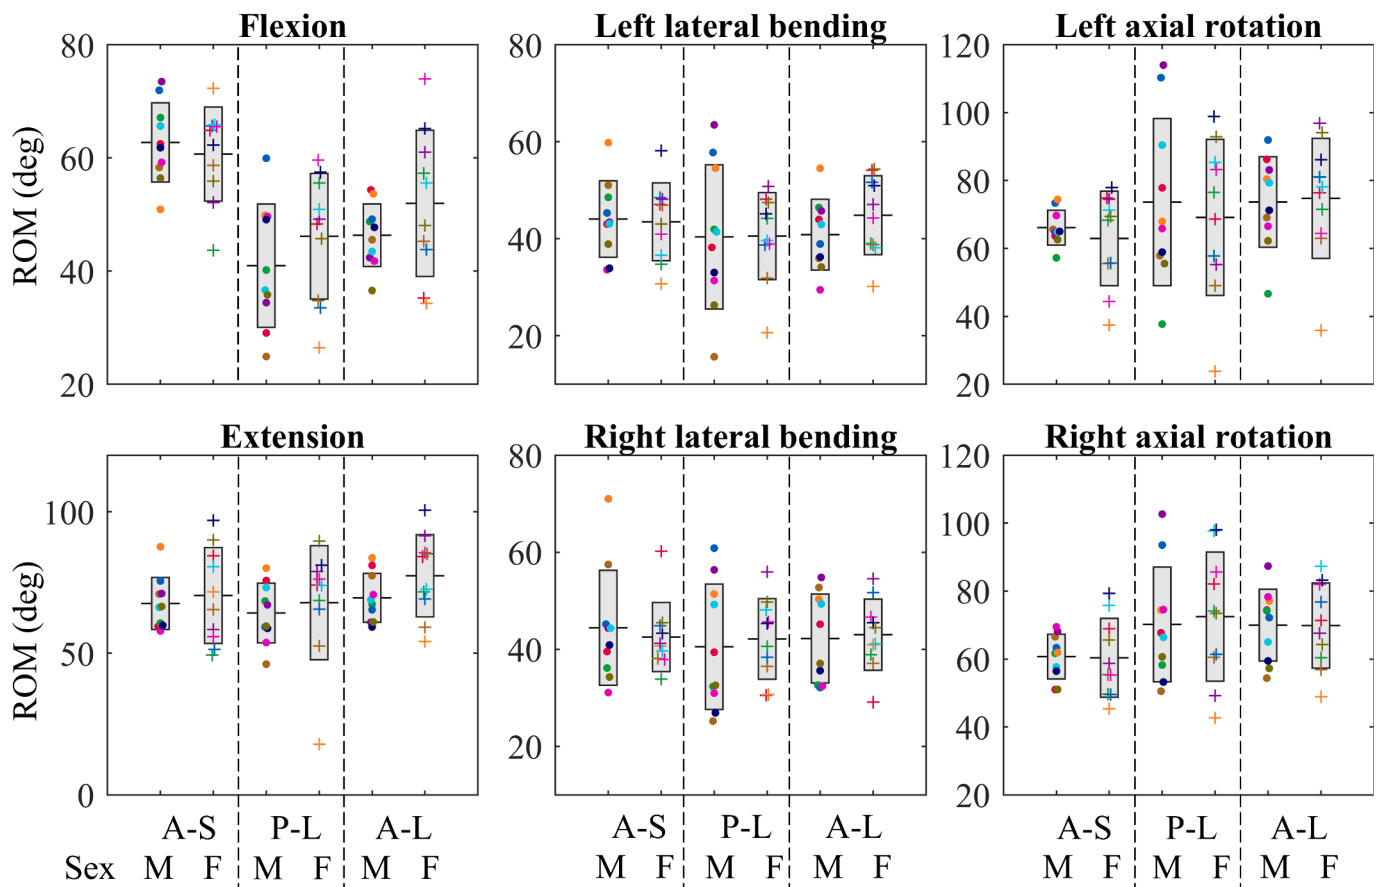 Flexion
Left lateral bending
Left axial rotation
ROM (deg)
80
60
40
20
80
60
40
20
120
100
80
60
40
20
Extension
Right lateral bending
Right axial rotation
ROM (deg)
100
50
0
80
60
40
20
120
100
80
60
40
20
A-S P-L A-L
A-S P-L A-L
A-S P-L A-L
Sex M F M F M F
M F M F M F
M F M F M F